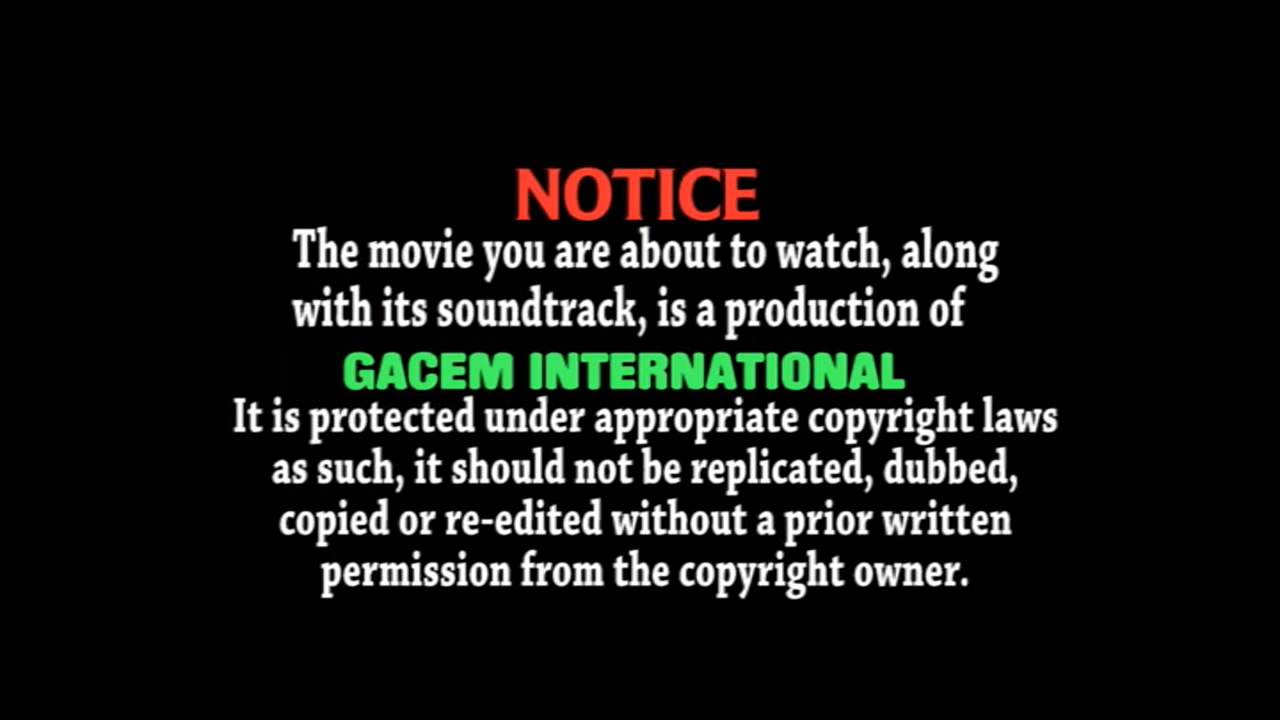 NOTICE
The movie you are about to watch, along
with its soundtrack, is a production of
GACEM INTERNATIONAL
It is protected under appropriate copyright laws
as such, it should not be replicated, dubbed,
copied or re-edited without a prior written
permission from the copyright owner.